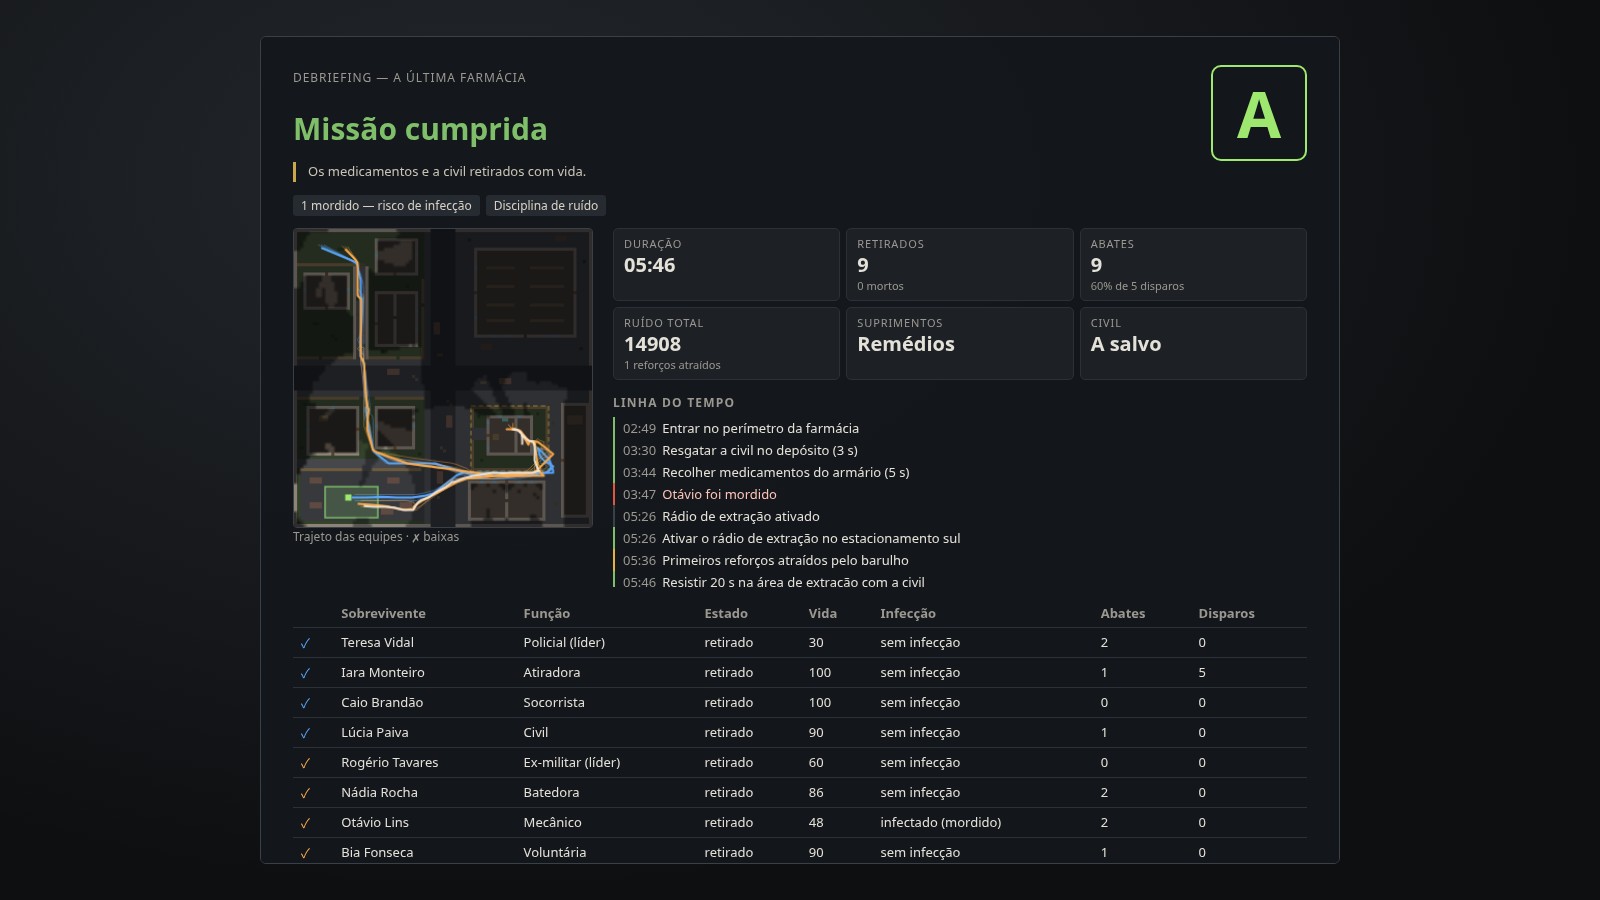 DEBRIEFING — A ÚLTIMA FARMÁCIA
A
Missão cumprida
Os medicamentos e a civil retirados com vida.
1 mordido — risco de infecção
Disciplina de ruído
DURAÇÃO
05:46
RETIRADOS
9
0 mortos
ABATES
9
60% de 5 disparos
RUÍDO TOTAL
14908
1 reforços atraídos
SUPRIMENTOS
Remédios
CIVIL
A salvo
Trajeto das equipes · ✗ baixas
LINHA DO TEMPO
02:49 Entrar no perímetro da farmácia
03:30 Resgatar a civil no depósito (3 s)
03:44 Recolher medicamentos do armário (5 s)
03:47 Otávio foi mordido
05:26 Rádio de extração ativado
05:26 Ativar o rádio de extração no estacionamento sul
05:36 Primeiros reforços atraídos pelo barulho
05:46 Resistir 20 s na área de extração com a civil
Sobrevivente Função Estado Vida Infecção Abates Disparos
✓ Teresa Vidal Policial (líder) retirado 30 sem infecção 2 0
✓ Iara Monteiro Atiradora retirado 100 sem infecção 1 5
✓ Caio Brandão Socorrista retirado 100 sem infecção 0 0
✓ Lúcia Paiva Civil retirado 90 sem infecção 1 0
✓ Rogério Tavares Ex-militar (líder) retirado 60 sem infecção 0 0
✓ Nádia Rocha Batedora retirado 86 sem infecção 2 0
✓ Otávio Lins Mecânico retirado 48 infectado (mordido) 2 0
✓ Bia Fonseca Voluntária retirado 90 sem infecção 1 0